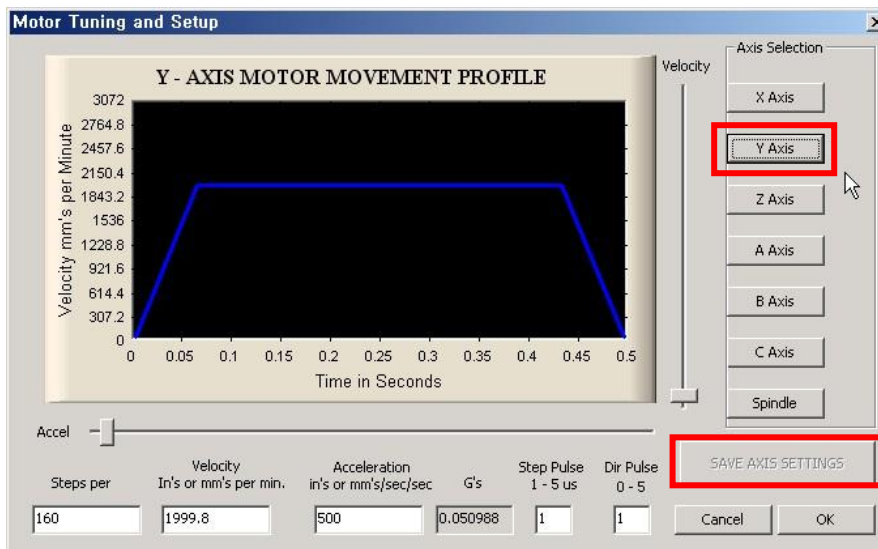 Motor Tuning and Setup
Y - AXIS MOTOR MOVEMENT PROFILE
Velocity mm's per Minute
3072
2764.8
2457.6
2150.4
1843.2
1536
1228.8
921.6
614.4
307.2
0
0 0.05 0.1 0.15 0.2 0.25 0.3 0.35 0.4 0.45 0.5
Time in Seconds
Velocity
Axis Selection
X Axis
Y Axis
Z Axis
A Axis
B Axis
C Axis
Spindle
Accel
SAVE AXIS SETTINGS
Steps per
160
Velocity
In's or mm's per min.
1999.8
Acceleration
in's or mm's/sec/sec
500
G's
0.050988
Step Pulse
1 - 5 us
1
Dir Pulse
0 - 5
1
Cancel
OK